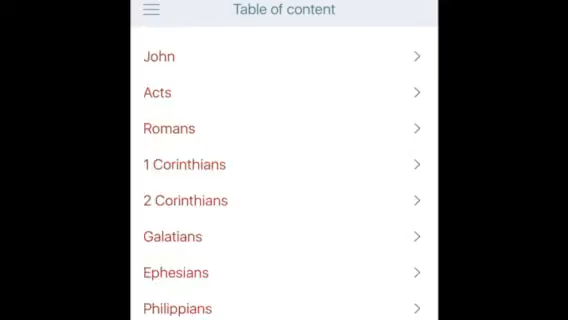 Table of content
John
Acts
Romans
1 Corinthians
2 Corinthians
Galatians
Ephesians
Philippians